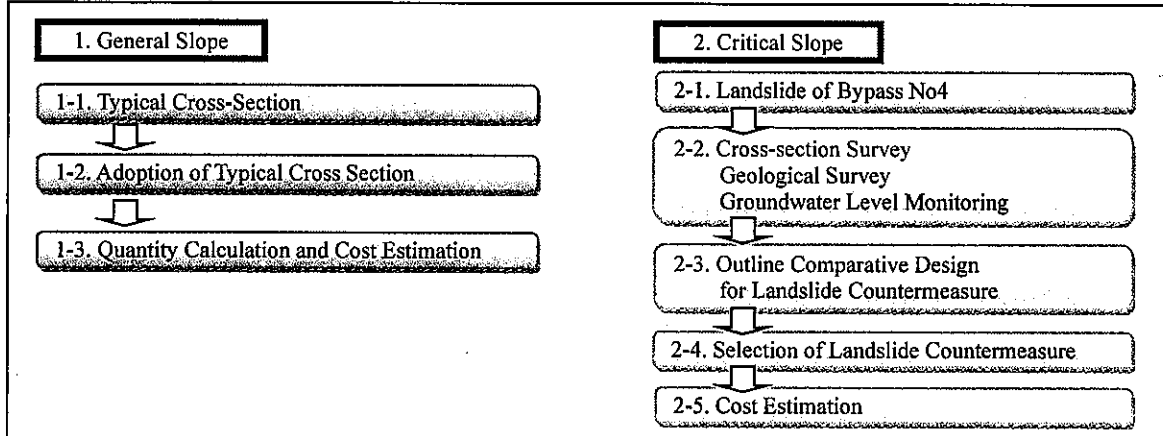 1. General Slope
1-1. Typical Cross-Section
1-2. Adoption of Typical Cross Section
1-3. Quantity Calculation and Cost Estimation
2. Critical Slope
2-1. Landslide of Bypass No4
2-2. Cross-section Survey
Geological Survey
Groundwater Level Monitoring
2-3. Outline Comparative Design
for Landslide Countermeasure
2-4. Selection of Landslide Countermeasure
2-5. Cost Estimation